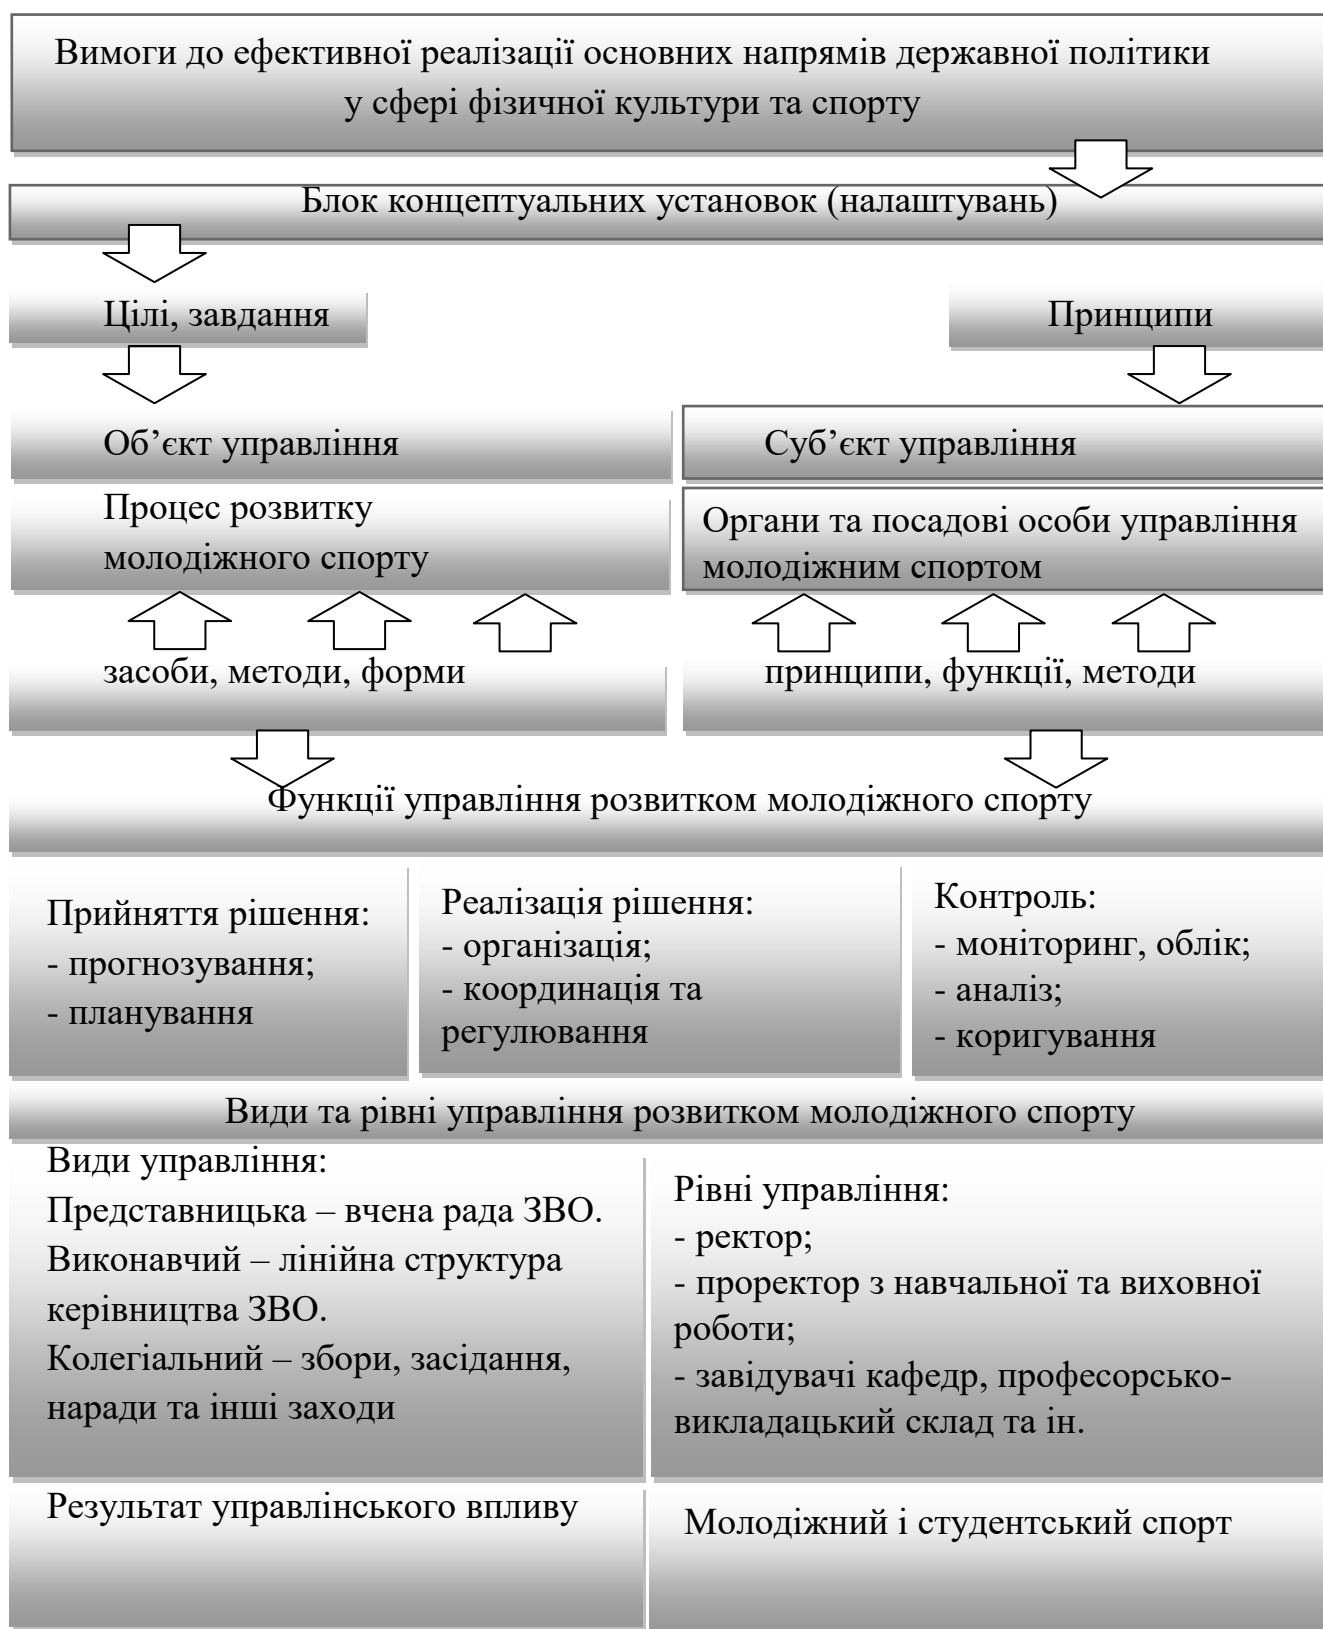 Вимоги до ефективної реалізації основних напрямів державної політики
у сфері фізичної культури та спорту
Блок концептуальних установок (налаштувань)
Цілі, завдання
Принципи
Об’єкт управління
Суб’єкт управління
Процес розвитку
молодіжного спорту
Органи та посадові особи управління
молодіжним спортом
засоби, методи, форми
принципи, функції, методи
Функції управління розвитком молодіжного спорту
Прийняття рішення:
- прогнозування;
- планування
Реалізація рішення:
- організація;
- координація та
регулювання
Контроль:
- моніторинг, облік;
- аналіз;
- коригування
Види та рівні управління розвитком молодіжного спорту
Види управління:
Представницька – вчена рада ЗВО.
Виконавчий – лінійна структура
керівництва ЗВО.
Колегіальний – збори, засідання,
наради та інші заходи
Рівні управління:
- ректор;
- проректор з навчальної та виховної
роботи;
- завідувачі кафедр, професорсько-
викладацький склад та ін.
Результат управлінського впливу
Молодіжний і студентський спорт